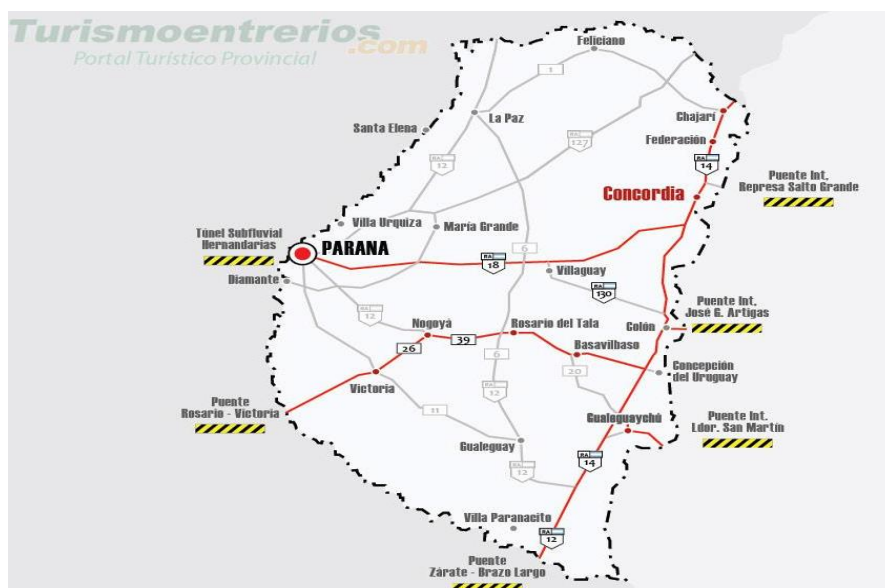 Turismoentrerios
.com
Portal Turístico Provincial
Feliciano
1
La Paz
Chajarí
Santa Elena
Federación
127
12
14
Puente Int.
Represa Salto Grande
Concordia
Villa Urquiza
María Grande
Túnel Subfluvial
Hernandarias
PARANA
6
18
Villaguay
Diamante
130
Puente Int.
José G. Artigas
12
Nogoyá
Rosario del Tala
Colón
39
26
Basavilbaso
6
20
Concepción
del Uruguay
Victoria
12
Puente
Rosario - Victoria
11
Gualeguaychú
Puente Int.
Ldor. San Martín
Gualeguay
14
12
Villa Paranacito
12
Puente
Zárate - Brazo Largo